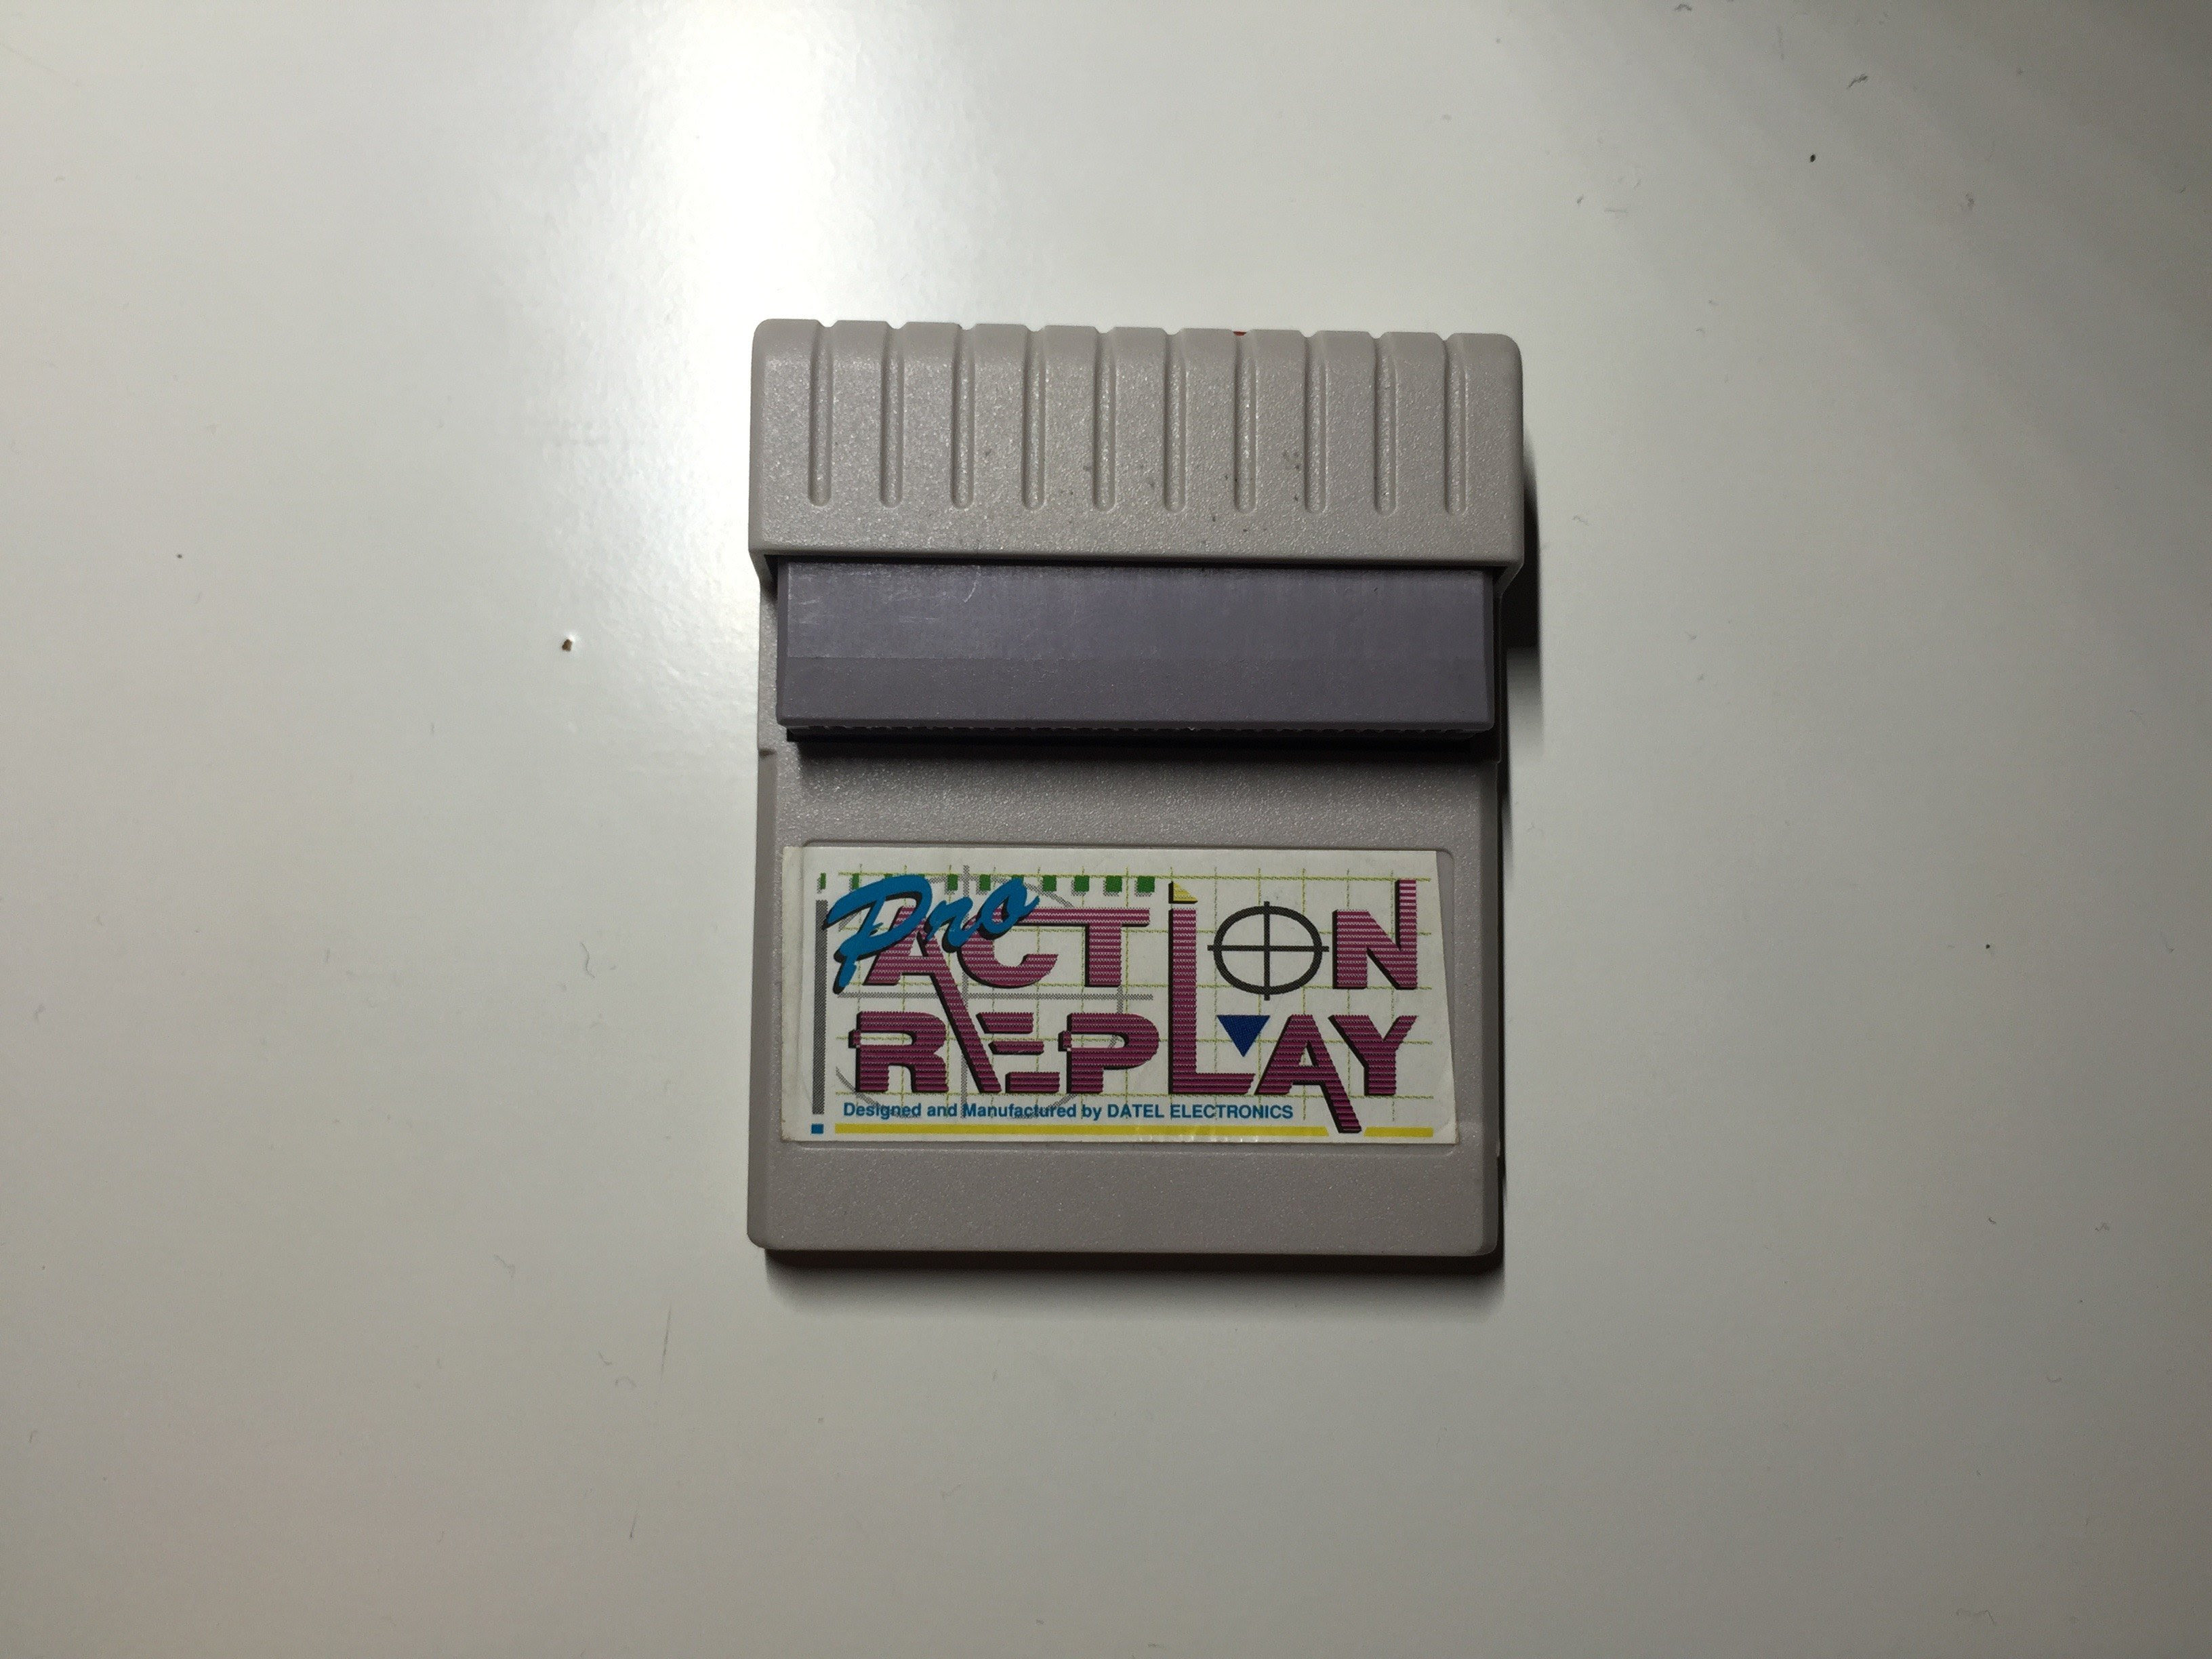 Pro
ACTION
REPLAY
Designed and Manufactured by DATEL ELECTRONICS